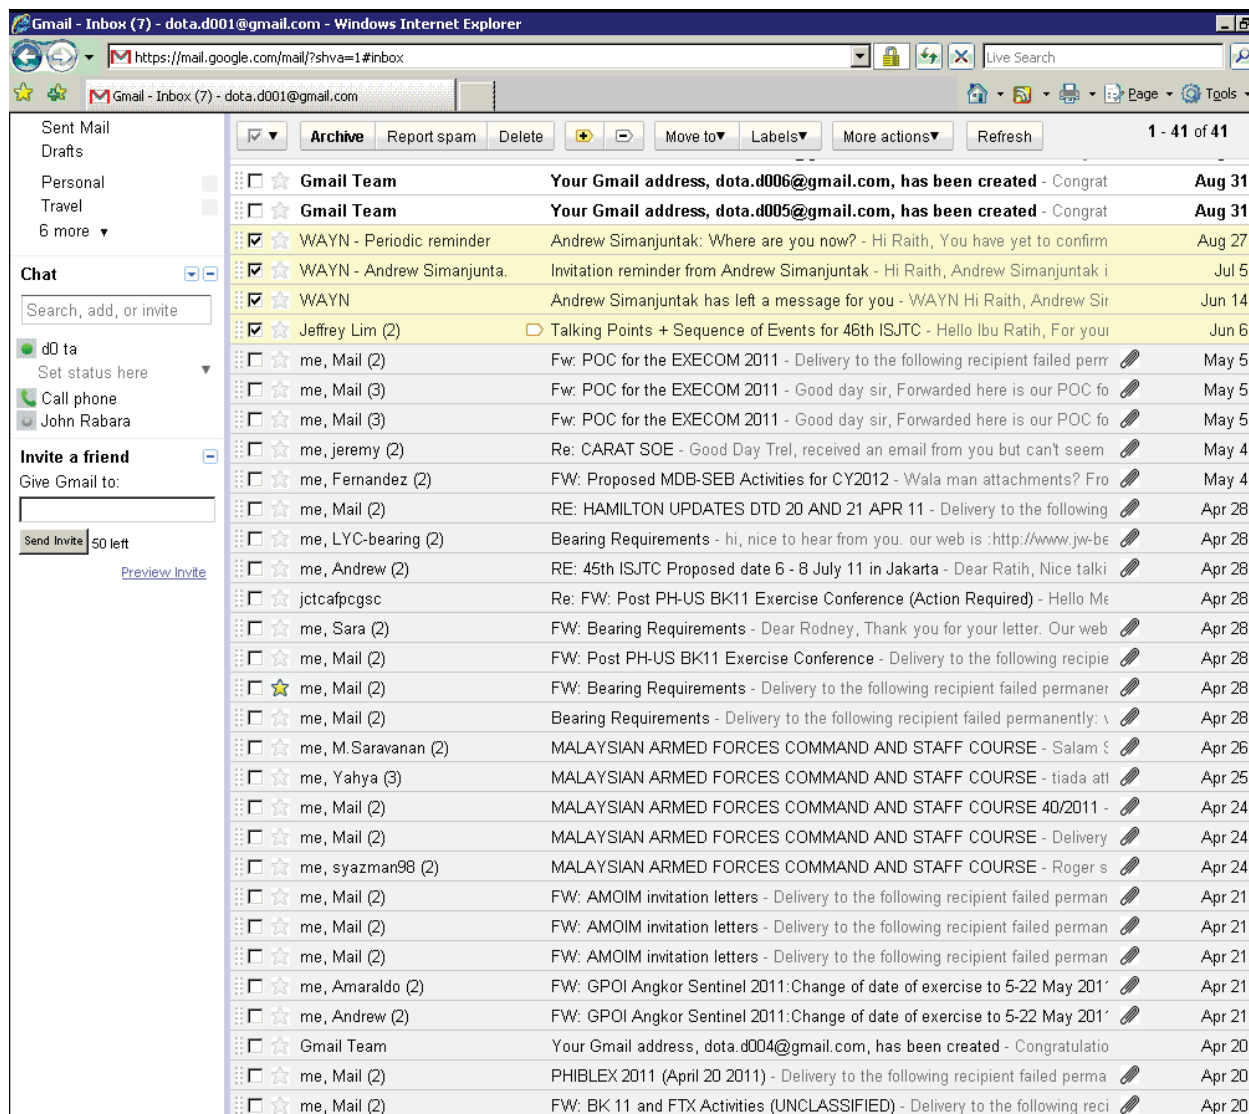 Gmail - Inbox (7) - dota.d001@gmail.com - Windows Internet Explorer
https://mail.google.com/mail/?shva=1#inbox
Live Search
Gmail - Inbox (7) - dota.d001@gmail.com
Page
Tools
Sent Mail
Drafts
Personal
Travel
6 more
Chat
Search, add, or invite
d0 ta
Set status here
Call phone
John Rabara
Invite a friend
Give Gmail to:
Send Invite 50 left
Preview Invite
Archive Report spam Delete Move to Labels More actions Refresh 1 - 41 of 41
Gmail Team Your Gmail address, dota.d006@gmail.com, has been created - Congrat Aug 31
Gmail Team Your Gmail address, dota.d005@gmail.com, has been created - Congrat Aug 31
WAYN - Periodic reminder Andrew Simanjuntak: Where are you now? - Hi Raith, You have yet to confirm Aug 27
WAYN - Andrew Simanjunta. Invitation reminder from Andrew Simanjuntak - Hi Raith, Andrew Simanjuntak i Jul 5
WAYN Andrew Simanjuntak has left a message for you - WAYN Hi Raith, Andrew Sir Jun 14
Jeffrey Lim (2) Talking Points + Sequence of Events for 46th ISJTC - Hello Ibu Ratih, For your Jun 6
me, Mail (2) Fw: POC for the EXECOM 2011 - Delivery to the following recipient failed perm May 5
me, Mail (3) Fw: POC for the EXECOM 2011 - Good day sir, Forwarded here is our POC fo May 5
me, Mail (3) Fw: POC for the EXECOM 2011 - Good day sir, Forwarded here is our POC fo May 5
me, jeremy (2) Re: CARAT SOE - Good Day Trel, received an email from you but can't seem May 4
me, Fernandez (2) FW: Proposed MDB-SEB Activities for CY2012 - Wala man attachments? Fro May 4
me, Mail (2) RE: HAMILTON UPDATES DTD 20 AND 21 APR 11 - Delivery to the following Apr 28
me, LYC-bearing (2) Bearing Requirements - hi, nice to hear from you. our web is :http://www.jw-be Apr 28
me, Andrew (2) RE: 45th ISJTC Proposed date 6 - 8 July 11 in Jakarta - Dear Ratih, Nice talki Apr 28
jctcafpcgsc Re: FW: Post PH-US BK11 Exercise Conference (Action Required) - Hello Me Apr 28
me, Sara (2) FW: Bearing Requirements - Dear Rodney, Thank you for your letter. Our web Apr 28
me, Mail (2) FW: Post PH-US BK11 Exercise Conference - Delivery to the following recipie Apr 28
me, Mail (2) FW: Bearing Requirements - Delivery to the following recipient failed permaner Apr 28
me, Mail (2) Bearing Requirements - Delivery to the following recipient failed permanently: Apr 28
me, M.Saravanan (2) MALAYSIAN ARMED FORCES COMMAND AND STAFF COURSE - Salam S Apr 26
me, Yahya (3) MALAYSIAN ARMED FORCES COMMAND AND STAFF COURSE - tiada att Apr 25
me, Mail (2) MALAYSIAN ARMED FORCES COMMAND AND STAFF COURSE 40/2011 - Apr 24
me, Mail (2) MALAYSIAN ARMED FORCES COMMAND AND STAFF COURSE - Delivery Apr 24
me, syazman98 (2) MALAYSIAN ARMED FORCES COMMAND AND STAFF COURSE - Roger s Apr 24
me, Mail (2) FW: AMOIM invitation letters - Delivery to the following recipient failed perman Apr 21
me, Mail (2) FW: AMOIM invitation letters - Delivery to the following recipient failed perman Apr 21
me, Mail (2) FW: AMOIM invitation letters - Delivery to the following recipient failed perman Apr 21
me, Amaraldo (2) FW: GPOI Angkor Sentinel 2011:Change of date of exercise to 5-22 May 201 Apr 21
me, Andrew (2) FW: GPOI Angkor Sentinel 2011:Change of date of exercise to 5-22 May 201 Apr 21
Gmail Team Your Gmail address, dota.d004@gmail.com, has been created - Congratulatio Apr 20
me, Mail (2) PHIBLEX 2011 (April 20 2011) - Delivery to the following recipient failed perma Apr 20
me, Mail (2) FW: BK 11 and FTX Activities (UNCLASSIFIED) - Delivery to the following reci Apr 20